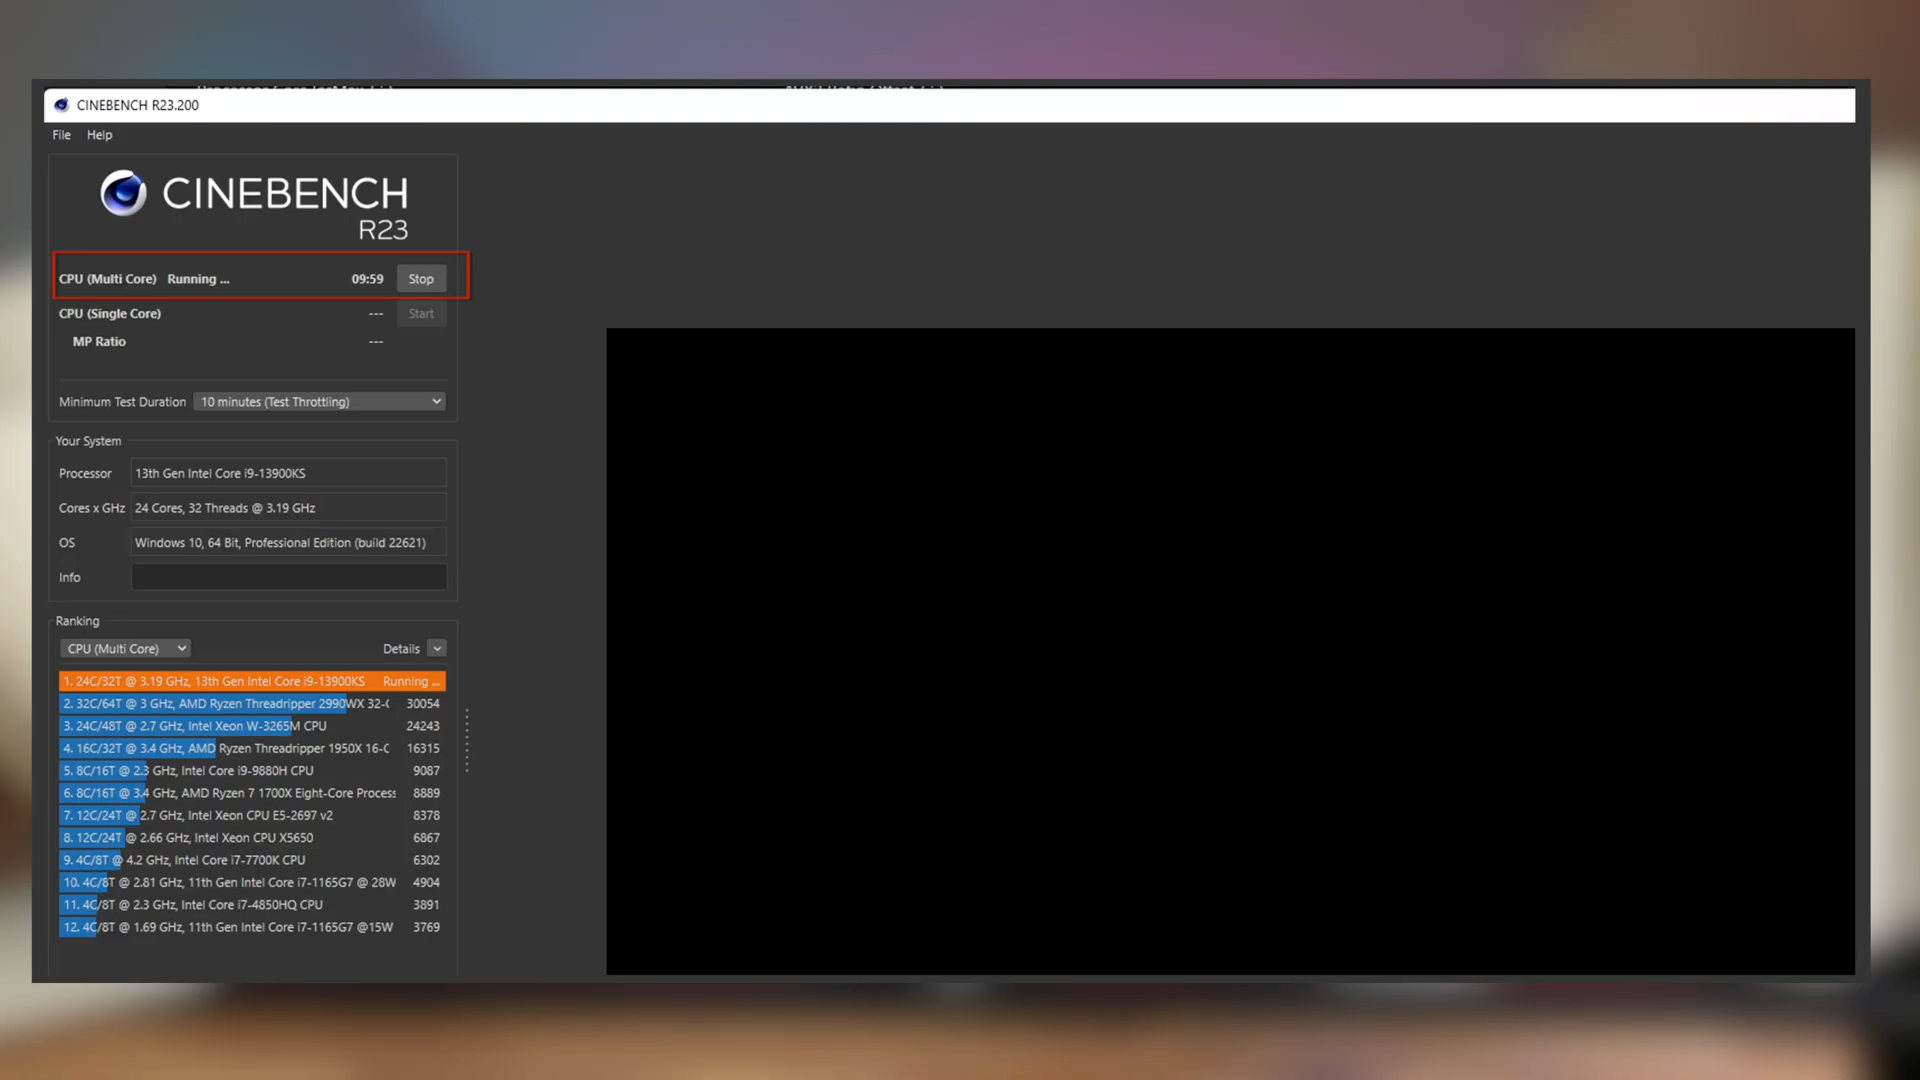 CINEBENCH R23.200
File Help
CINEBENCH
R23
CPU (Multi Core) Running ... 09:59 Stop
CPU (Single Core) --- Start
MP Ratio ---
Minimum Test Duration 10 minutes (Test Throttling)
Your System
Processor 13th Gen Intel Core i9-13900KS
Cores x GHz 24 Cores, 32 Threads @ 3.19 GHz
OS Windows 10, 64 Bit, Professional Edition (build 22621)
Info
Ranking
CPU (Multi Core) Details
1. 24C/32T @ 3.19 GHz, 13th Gen Intel Core i9-13900KS Running ...
2. 32C/64T @ 3 GHz, AMD Ryzen Threadripper 2990WX 32-C 30054
3. 24C/48T @ 2.7 GHz, Intel Xeon W-3265M CPU 24243
4. 16C/32T @ 3.4 GHz, AMD Ryzen Threadripper 1950X 16-C 16315
5. 8C/16T @ 2.3 GHz, Intel Core i9-9880H CPU 9087
6. 8C/16T @ 3.4 GHz, AMD Ryzen 7 1700X Eight-Core Process 8889
7. 12C/24T @ 2.7 GHz, Intel Xeon CPU E5-2697 v2 8378
8. 12C/24T @ 2.66 GHz, Intel Xeon CPU X5650 6867
9. 4C/8T @ 4.2 GHz, Intel Core i7-7700K CPU 6302
10. 4C/8T @ 2.81 GHz, 11th Gen Intel Core i7-1165G7 @ 28W 4904
11. 4C/8T @ 2.3 GHz, Intel Core i7-4850HQ CPU 3891
12. 4C/8T @ 1.69 GHz, 11th Gen Intel Core i7-1165G7 @15W 3769